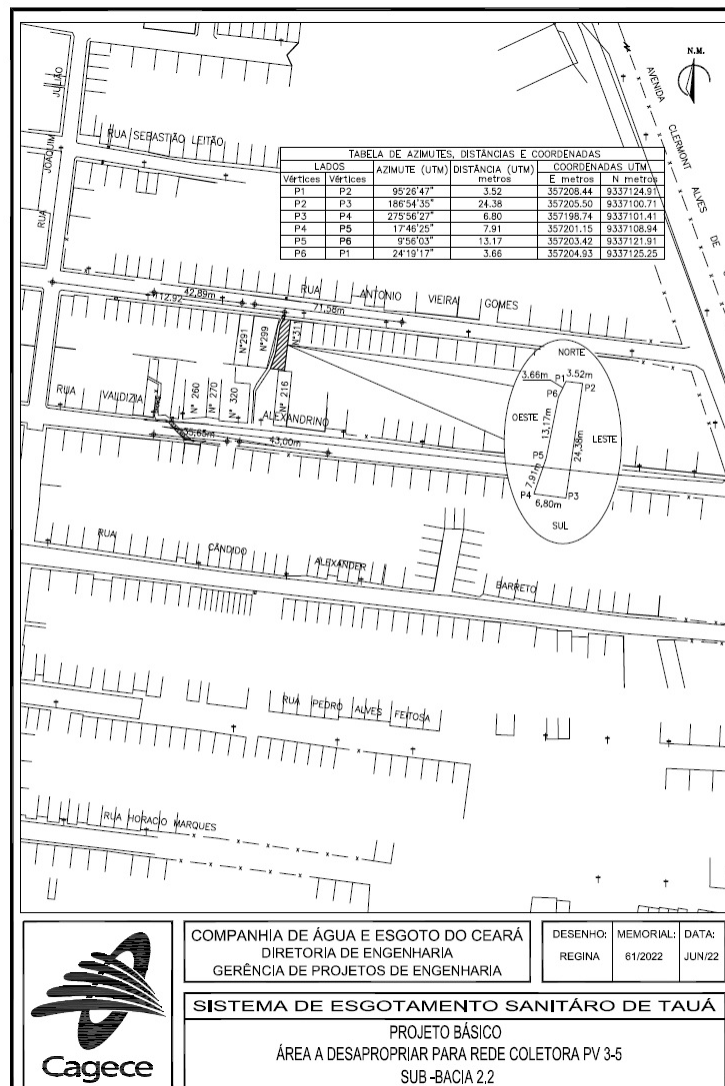 N.M.
AVENIDA CLERMONT ALVES DE
JULIÃO
JOAQUIM
RUA
RUA SEBASTIÃO LEITÃO
TABELA DE AZIMUTES, DISTÂNCIAS E COORDENADAS
LADOS AZIMUTE (UTM) DISTÂNCIA (UTM) metros COORDENADAS UTM
Vértices Vértices E metros N metros
P1 P2 95°26'47" 3.52 357208.44 9337124.91
P2 P3 186°54'35" 24.38 357205.50 9337100.71
P3 P4 275°56'27" 6.80 357198.74 9337101.41
P4 P5 17°46'25" 7.91 357201.15 9337108.94
P5 P6 9°56'03" 13.17 357203.42 9337121.91
P6 P1 24°19'17" 3.66 357204.93 9337125.25
RUA ANTONIO VIEIRA GOMES
112.92 42,89m 71,58m
N°291 N°299 N°31
RUA VALDIZIA ALEXANDRINO
N° 260 N° 270 N° 320 N° 216
43,00m
NORTE
3.66m P1 3.52m
P6 P2
OESTE 13,17m 24,38m LESTE
P5
7.91m
P4 6,80m P3
SUL
RUA CÂNDIDO ALEXANDER BARRETO
RUA PEDRO ALVES FEITOSA
RUA HORACIO MARQUES
Cagece
COMPANHIA DE ÁGUA E ESGOTO DO CEARÁ
DIRETORIA DE ENGENHARIA
GERÊNCIA DE PROJETOS DE ENGENHARIA
DESENHO: MEMORIAL: DATA:
REGINA 61/2022 JUN/22
SISTEMA DE ESGOTAMENTO SANITÁRO DE TAUÁ
PROJETO BÁSICO
ÁREA A DESAPROPRIAR PARA REDE COLETORA PV 3-5
SUB -BACIA 2.2